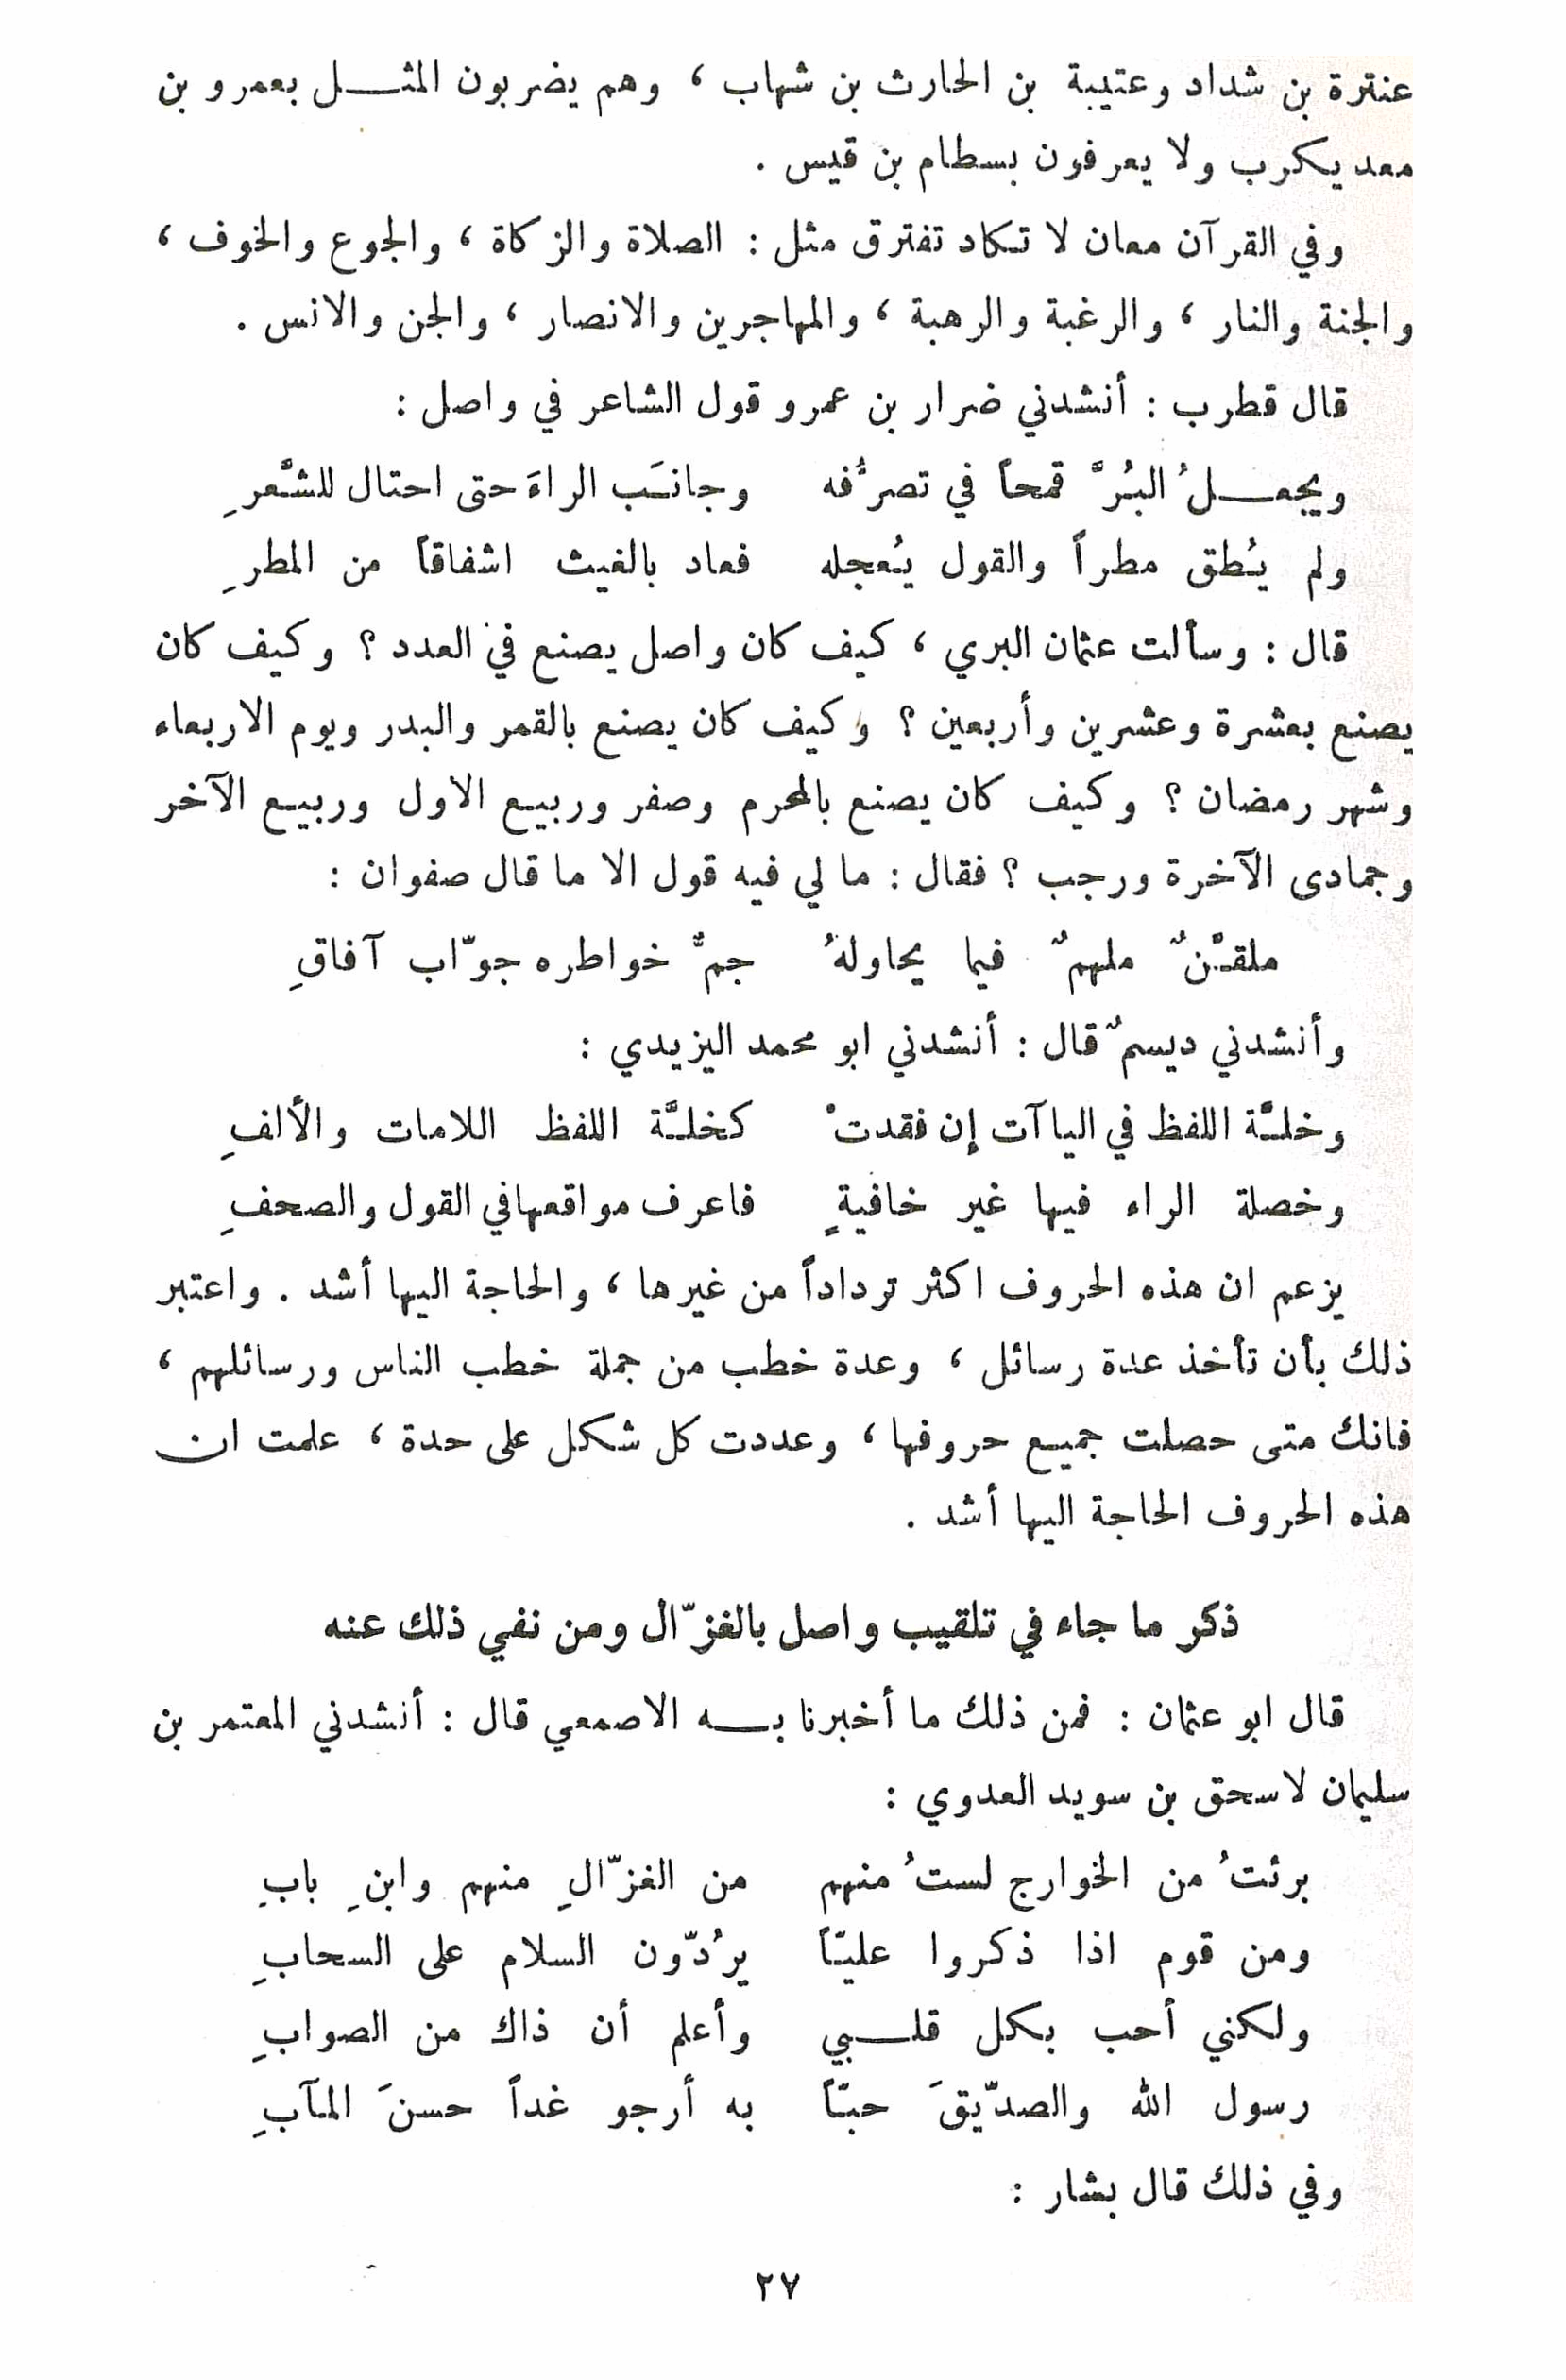 عنترة بن شداد وعتيبة بن الحارث بن شهاب ، وهم يضربون المثل بعمرو بن
معد يكرب ولا يعرفون بسطام بن قيس .
وفي القرآن معان لا تكاد تفترق مثل : الصلاة والزكاة ، والجوع والخوف ،
والجنة والنار ، والرغبة والرهبة ، والمهاجرين والانصار ، والجن والانس .
قال قطرب : أنشدني ضرار بن عمرو قول الشاعر في واصل :
ويجعلُ البُرَّ قمحاً في تصرُّفه وجانَب الراءَ حتى احتال للشَّعرِ
ولم يُطق مطراً والقول يُعجله فعاد بالغيث اشفاقاً من المطرِ
قال : وسألت عثمان البري ، كيف كان واصل يصنع في العدد ؟ وكيف كان
يصنع بعشرة وعشرين وأربعين ؟ وكيف كان يصنع بالقمر والبدر ويوم الاربعاء
وشهر رمضان ؟ وكيف كان يصنع بالمحرم وصفر وربيع الاول وربيع الآخر
وجمادى الآخرة ورجب ؟ فقال : ما لي فيه قول الا ما قال صفوان :
ملقَّنٌ ملهمٌ فيما يحاولهُ جمٌّ خواطره جوّاب آفاقِ
وأنشدني ديسمٌ قال : أنشدني ابو محمد اليزيدي :
وخلَّة اللفظ في الياآت إن فقدتْ كخلَّة اللفظ اللامات والألفِ
وخصلة الراء فيها غير خافيةٍ فاعرف مواقعها في القول والصحفِ
يزعم ان هذه الحروف اكثر ترداداً من غيرها ، والحاجة اليها أشد . واعتبر
ذلك بأن تأخذ عدة رسائل ، وعدة خطب من جملة خطب الناس ورسائلهم ،
فانك متى حصلت جميع حروفها ، وعددت كل شكل على حدة ، علمت ان
هذه الحروف الحاجة اليها أشد .
ذكر ما جاء في تلقيب واصل بالغزّال ومن نفي ذلك عنه
قال ابو عثمان : فمن ذلك ما أخبرنا به الاصمعي قال : أنشدني المعتمر بن
سليمان لاسحق بن سويد العدوي :
برئتُ من الخوارج لستُ منهم من الغزّالِ منهم وابنِ بابِ
ومن قوم اذا ذكروا عليّاً يرُدّون السلام على السحابِ
ولكني أحب بكل قلبي وأعلم أن ذاك من الصوابِ
رسول الله والصدّيقَ حبّاً به أرجو غداً حسنَ المآبِ
وفي ذلك قال بشار :
٢٧